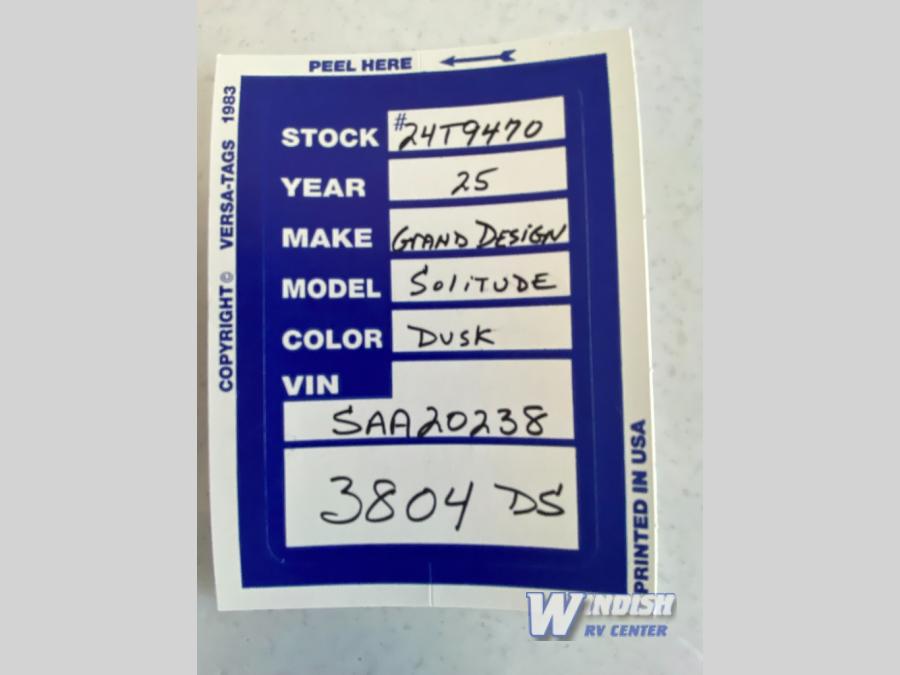 PEEL HERE
COPYRIGHT© VERSA-TAGS 1983
STOCK #24T9470
YEAR 25
MAKE GRAND DESIGN
MODEL SOLITUDE
COLOR DUSK
VIN
SAA20238
3804 DS
PRINTED IN USA
WINDISH
RV CENTER